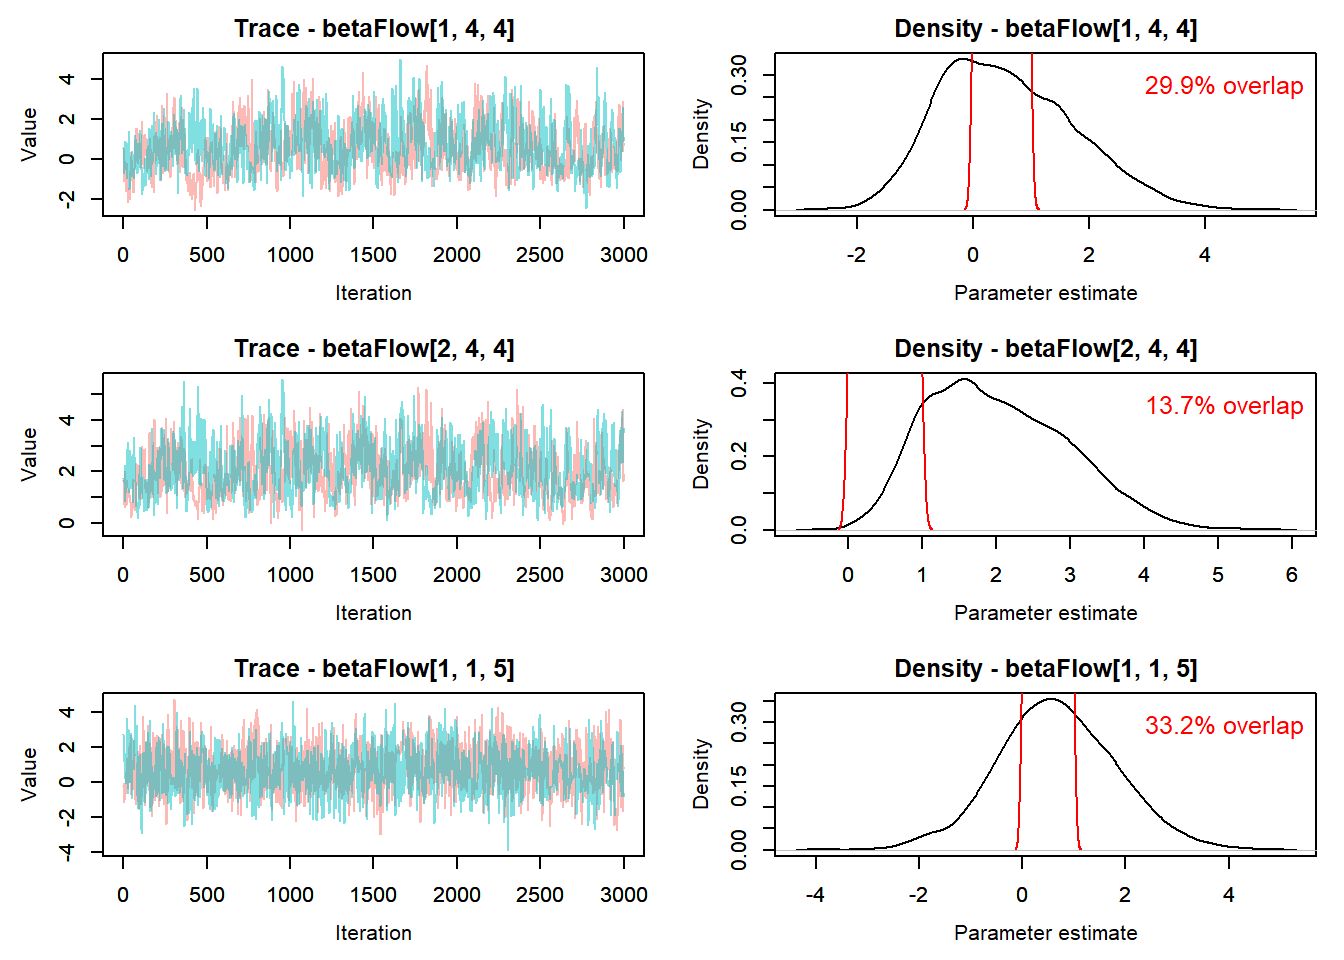 Trace - betaFlow[1, 4, 4]
Value
-2 0 2 4
0 500 1000 1500 2000 2500 3000
Iteration
Density - betaFlow[1, 4, 4]
29.9% overlap
Density
0.00 0.15 0.30
-2 0 2 4
Parameter estimate
Trace - betaFlow[2, 4, 4]
Value
0 2 4
0 500 1000 1500 2000 2500 3000
Iteration
Density - betaFlow[2, 4, 4]
13.7% overlap
Density
0.0 0.2 0.4
0 1 2 3 4 5 6
Parameter estimate
Trace - betaFlow[1, 1, 5]
Value
-4 -2 0 2 4
0 500 1000 1500 2000 2500 3000
Iteration
Density - betaFlow[1, 1, 5]
33.2% overlap
Density
0.00 0.15 0.30
-4 -2 0 2 4
Parameter estimate